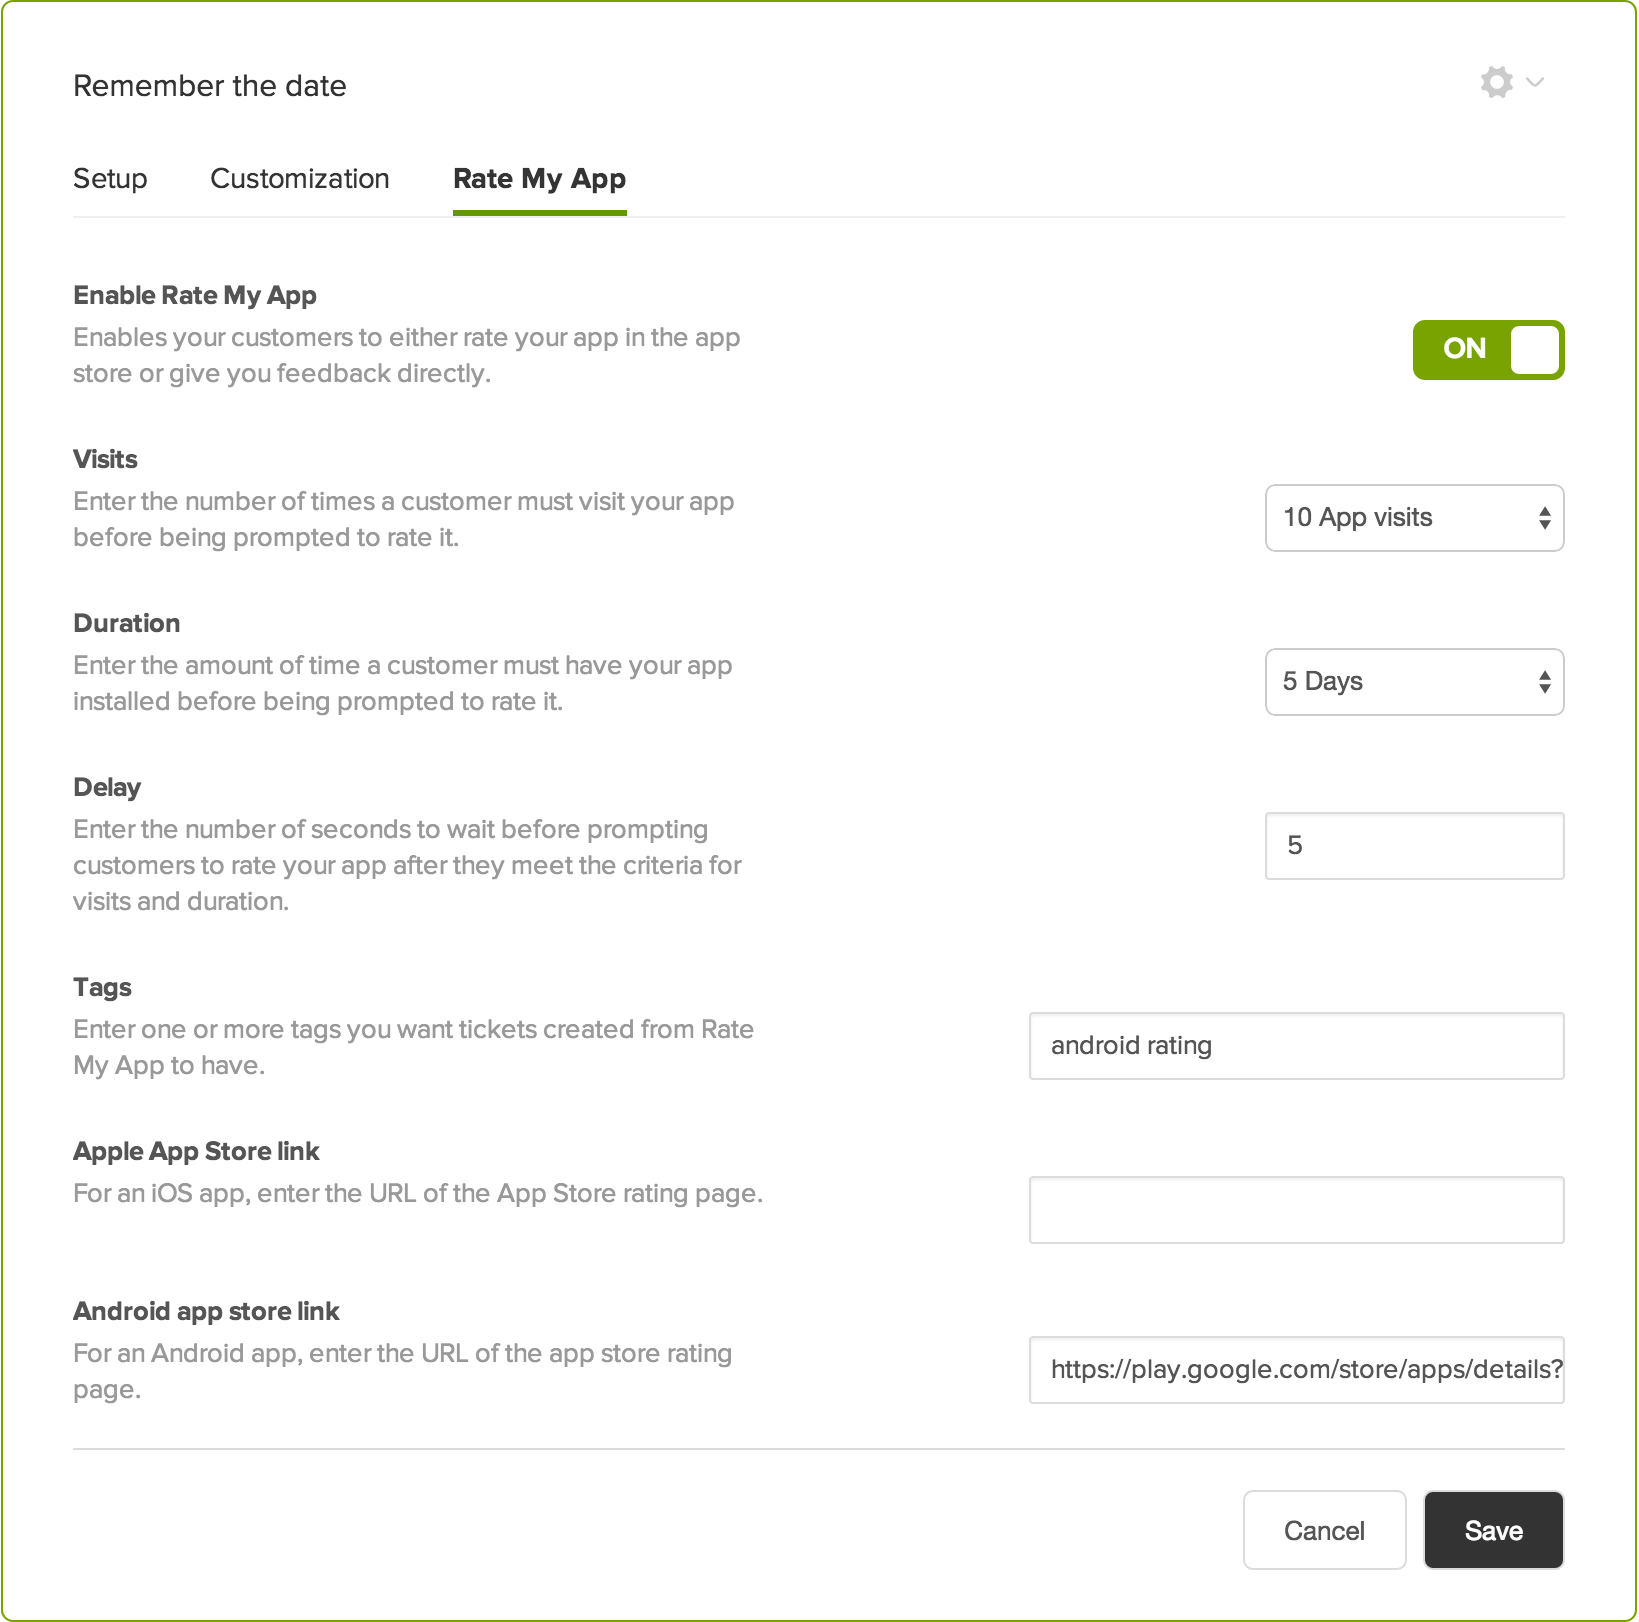 Remember the date
Setup Customization Rate My App
Enable Rate My App
Enables your customers to either rate your app in the app
store or give you feedback directly.
ON
Visits
Enter the number of times a customer must visit your app
before being prompted to rate it.
10 App visits
Duration
Enter the amount of time a customer must have your app
installed before being prompted to rate it.
5 Days
Delay
Enter the number of seconds to wait before prompting
customers to rate your app after they meet the criteria for
visits and duration.
5
Tags
Enter one or more tags you want tickets created from Rate
My App to have.
android rating
Apple App Store link
For an iOS app, enter the URL of the App Store rating page.
Android app store link
For an Android app, enter the URL of the app store rating
page.
https://play.google.com/store/apps/details?
Cancel Save